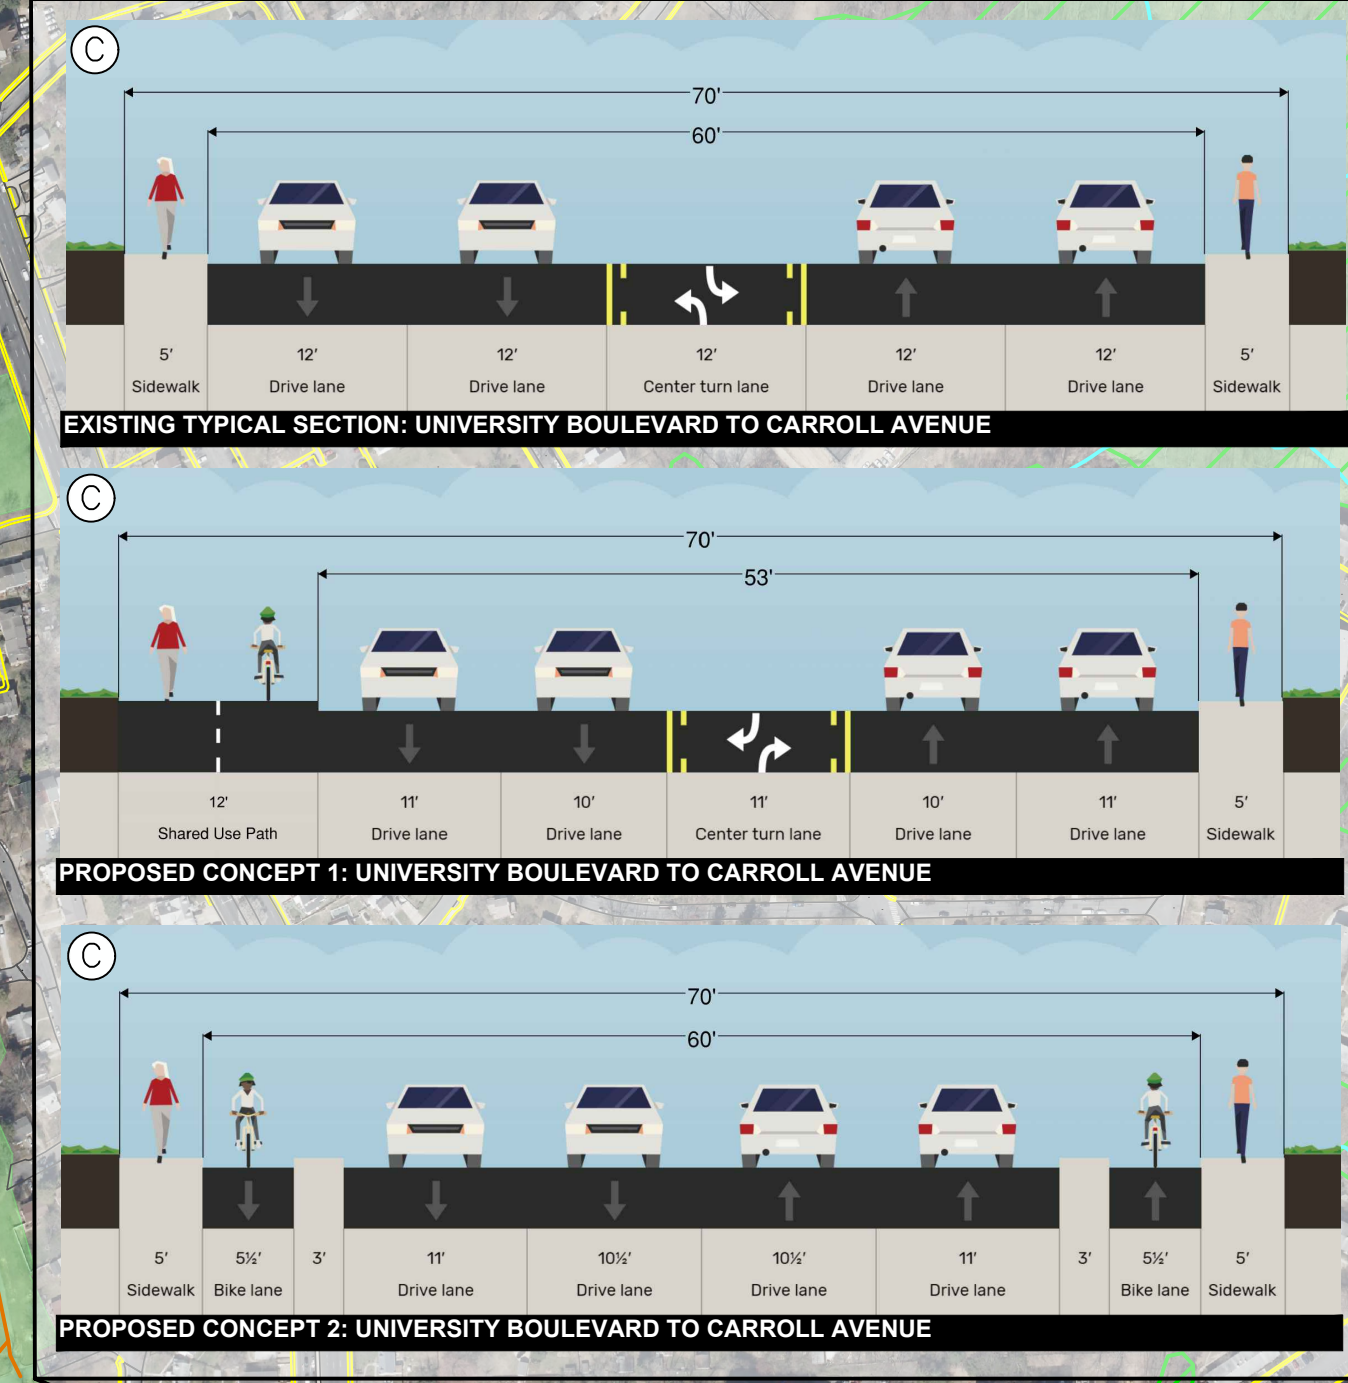 C
70'
60'
5' 12' 12' 12' 12' 12' 5'
Sidewalk Drive lane Drive lane Center turn lane Drive lane Drive lane Sidewalk
EXISTING TYPICAL SECTION: UNIVERSITY BOULEVARD TO CARROLL AVENUE
C
70'
53'
12' 11' 10' 11' 10' 11' 5'
Shared Use Path Drive lane Drive lane Center turn lane Drive lane Drive lane Sidewalk
PROPOSED CONCEPT 1: UNIVERSITY BOULEVARD TO CARROLL AVENUE
C
70'
60'
5' 5½' 3' 11' 10½' 10½' 11' 3' 5½' 5'
Sidewalk Bike lane Drive lane Drive lane Drive lane Drive lane Bike lane Sidewalk
PROPOSED CONCEPT 2: UNIVERSITY BOULEVARD TO CARROLL AVENUE